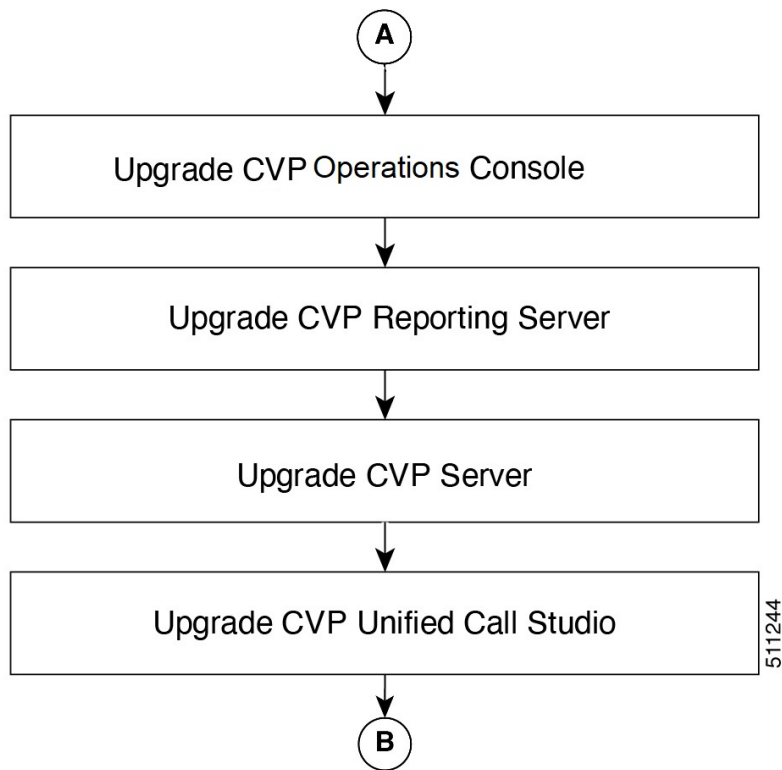 A
Upgrade CVP Operations Console
Upgrade CVP Reporting Server
Upgrade CVP Server
Upgrade CVP Unified Call Studio
511244
B